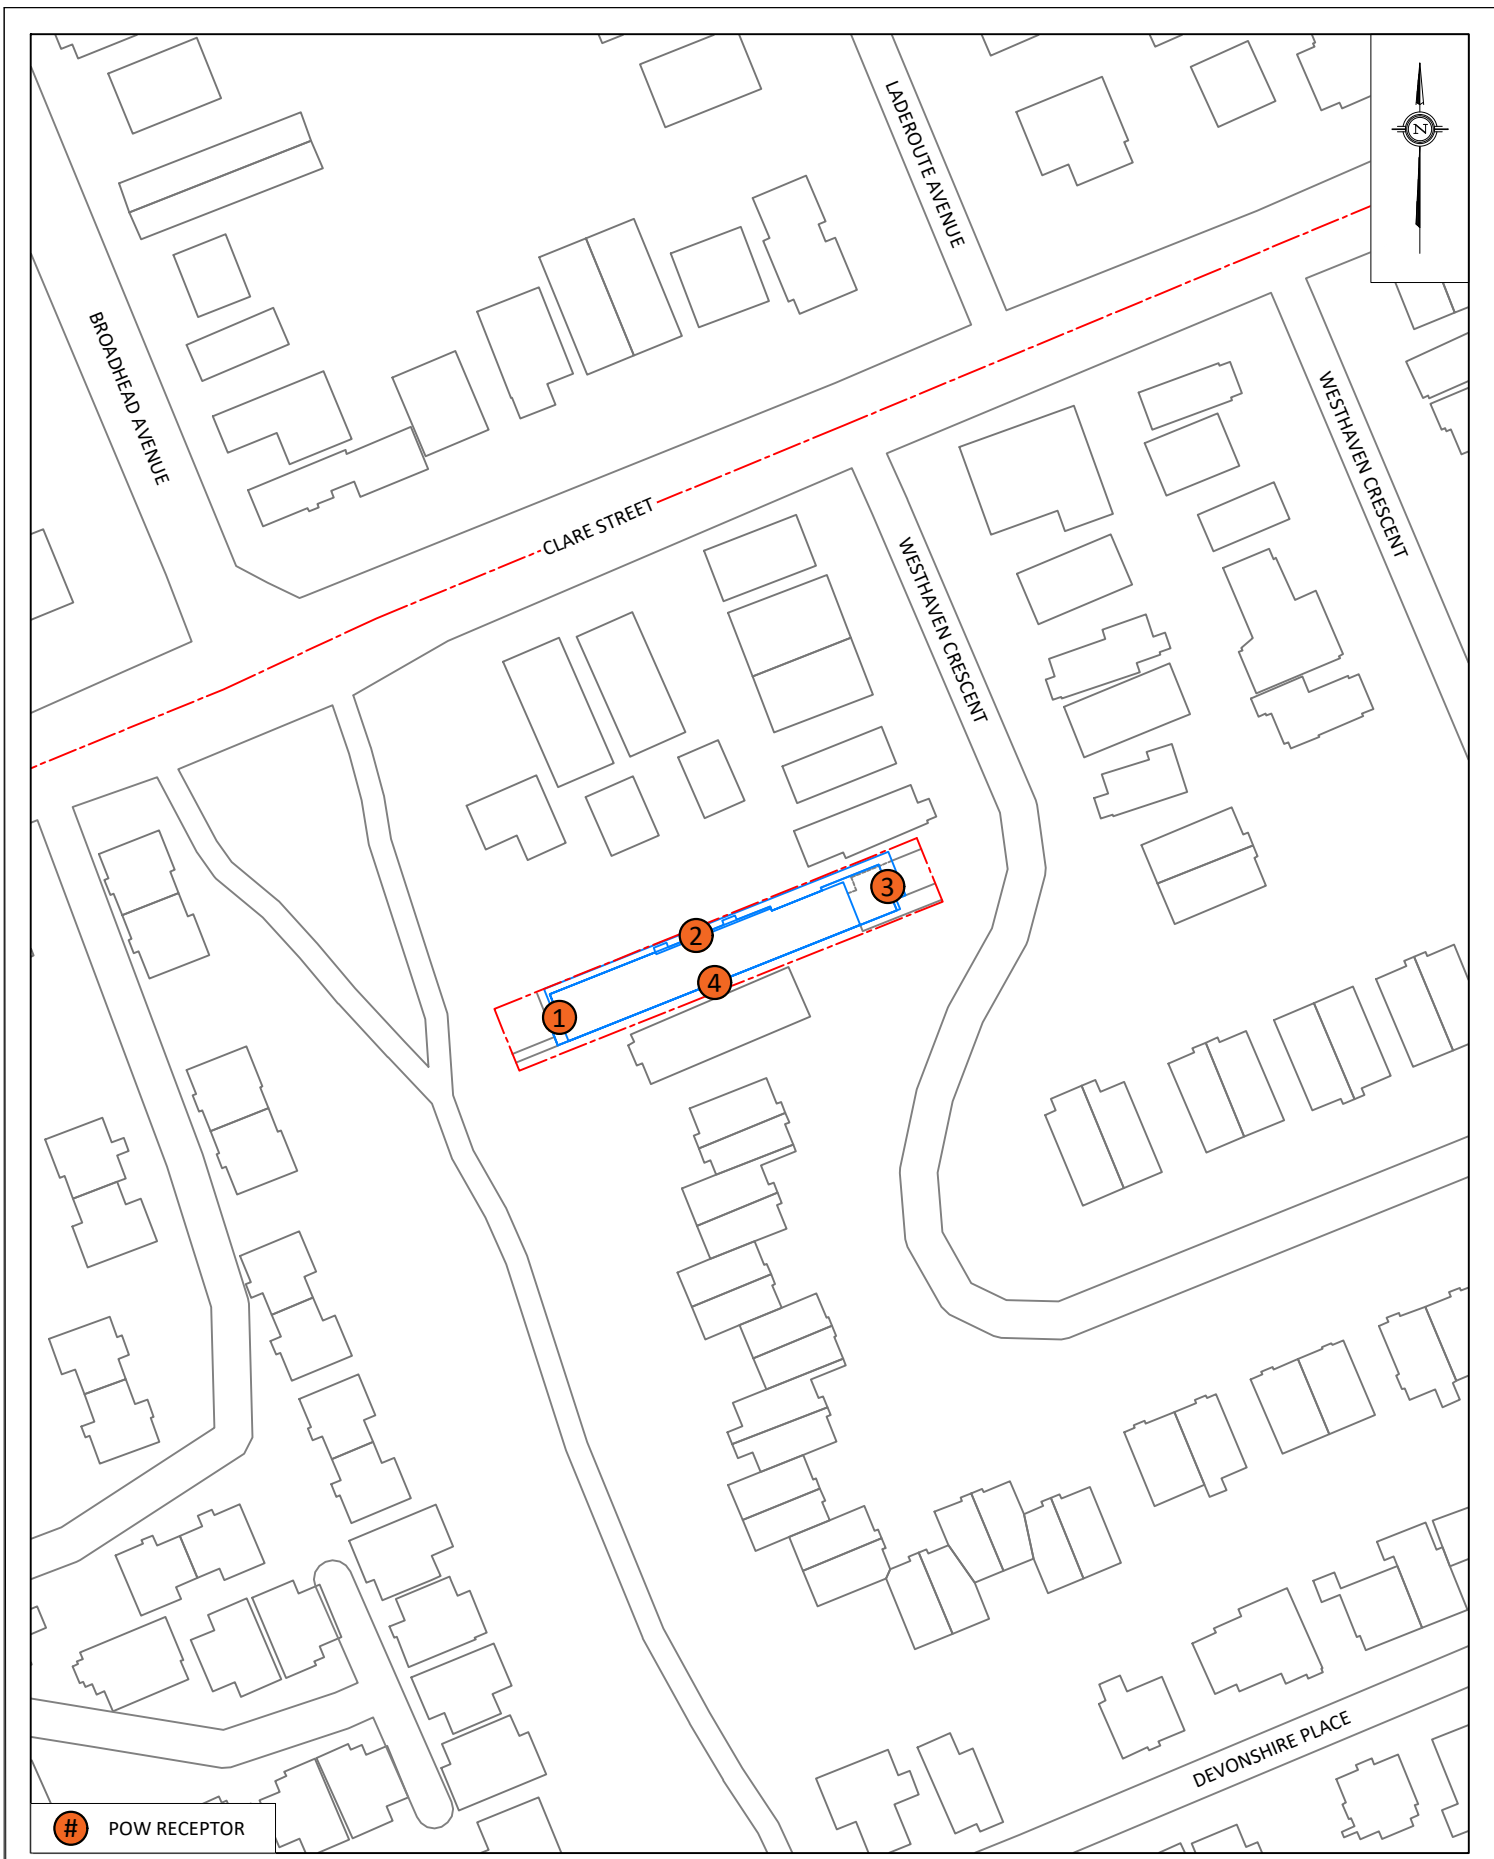 LADEROUTE AVENUE
N
BROADHEAD AVENUE
WESTHAVEN CRESCENT
CLARE STREET
WESTHAVEN CRESCENT
3
2
4
1
DEVONSHIRE PLACE
# POW RECEPTOR